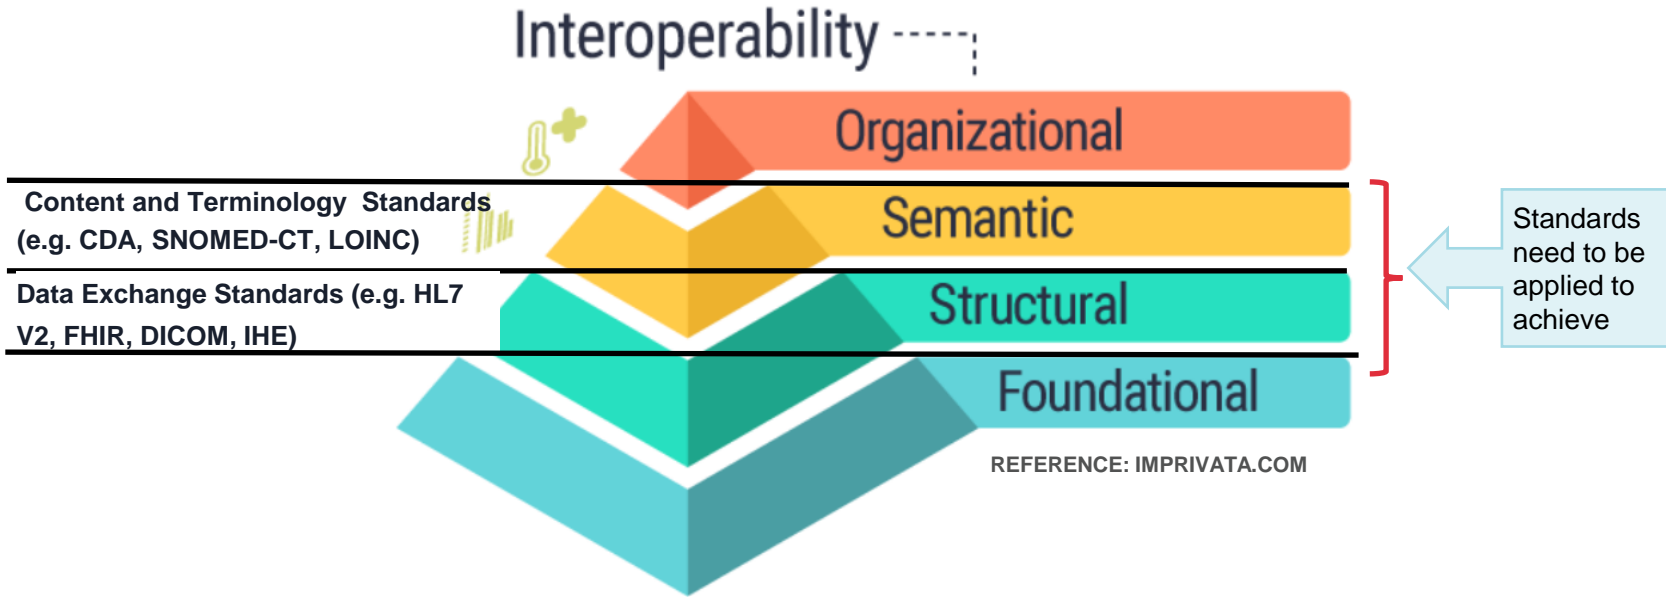 Interoperability
Organizational
Content and Terminology Standards
(e.g. CDA, SNOMED-CT, LOINC)
Semantic
Data Exchange Standards (e.g. HL7
V2, FHIR, DICOM, IHE)
Structural
Foundational
Standards
need to be
applied to
achieve
REFERENCE: IMPRIVATA.COM